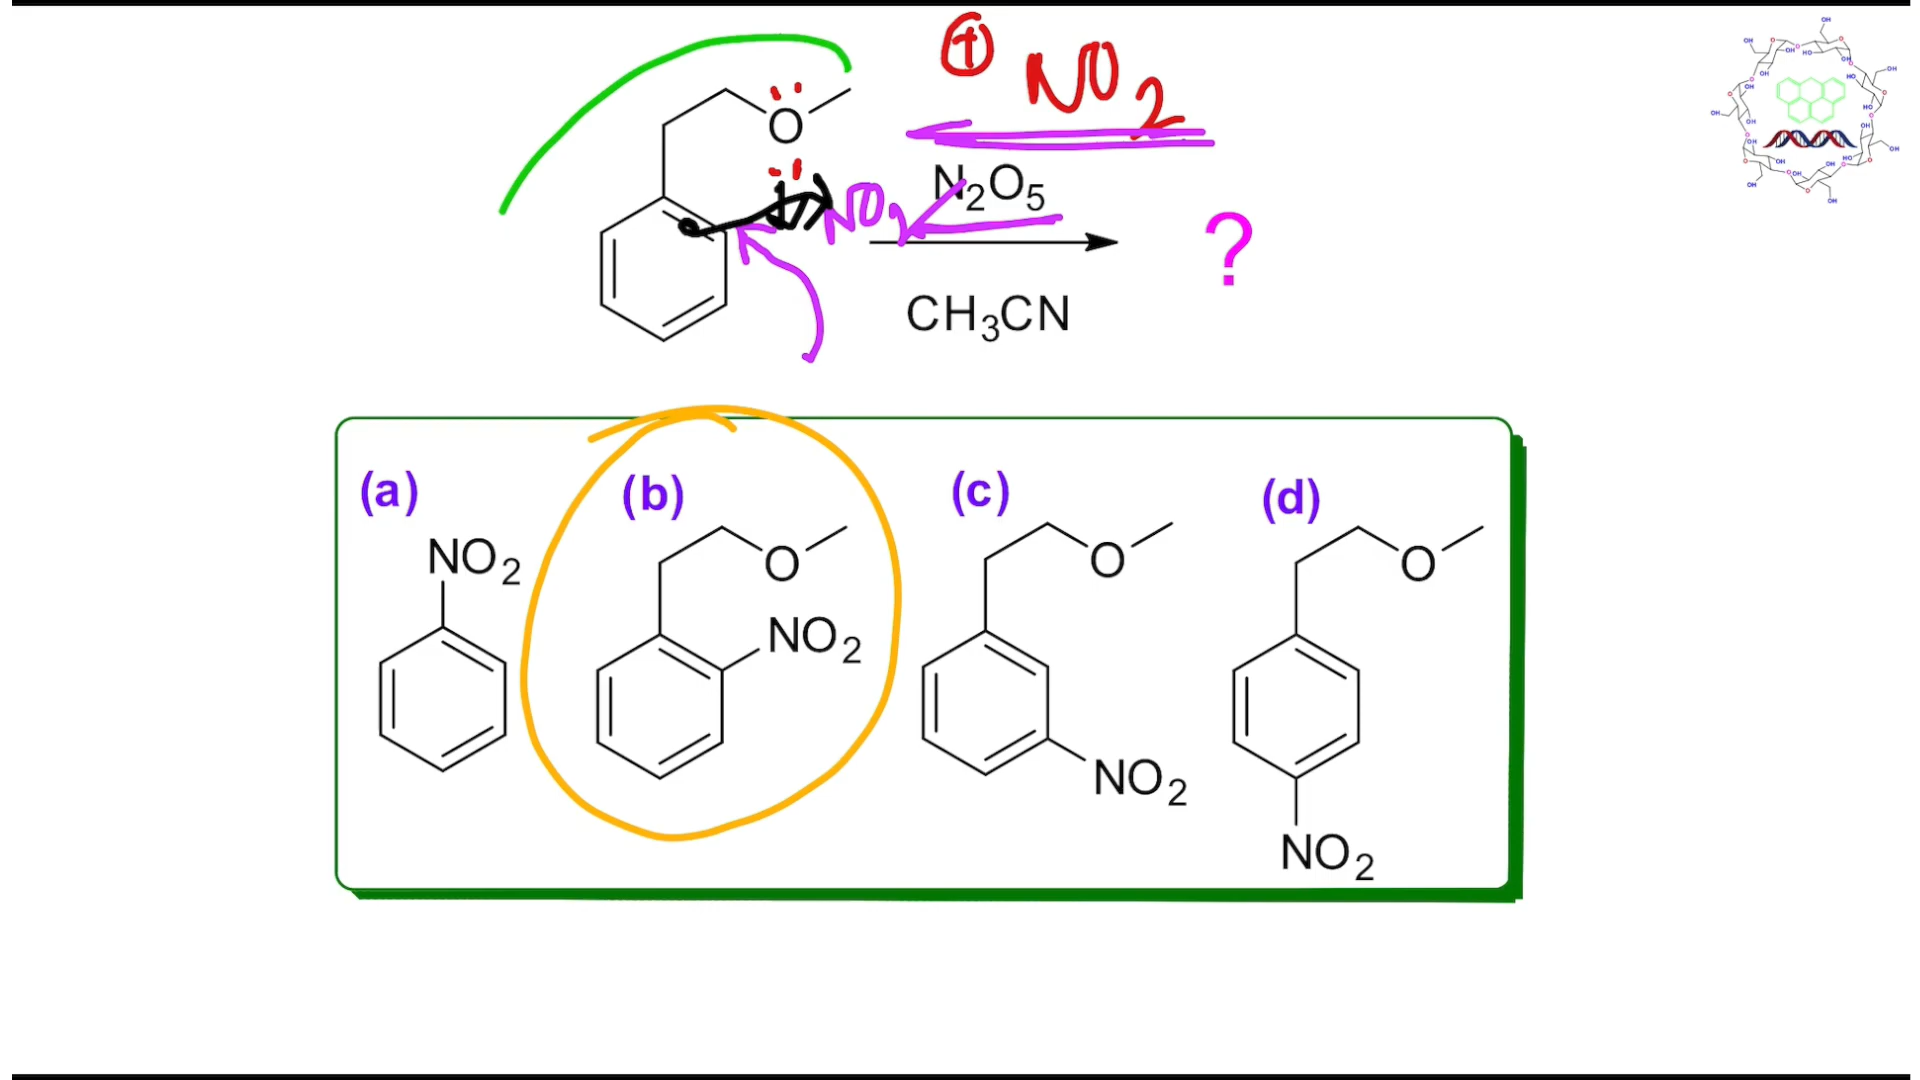 ⊕ NO2
O
N2O5
NO2
?
CH3CN
(a) (b) (c) (d)
O O O
NO2 NO2
NO2
NO2